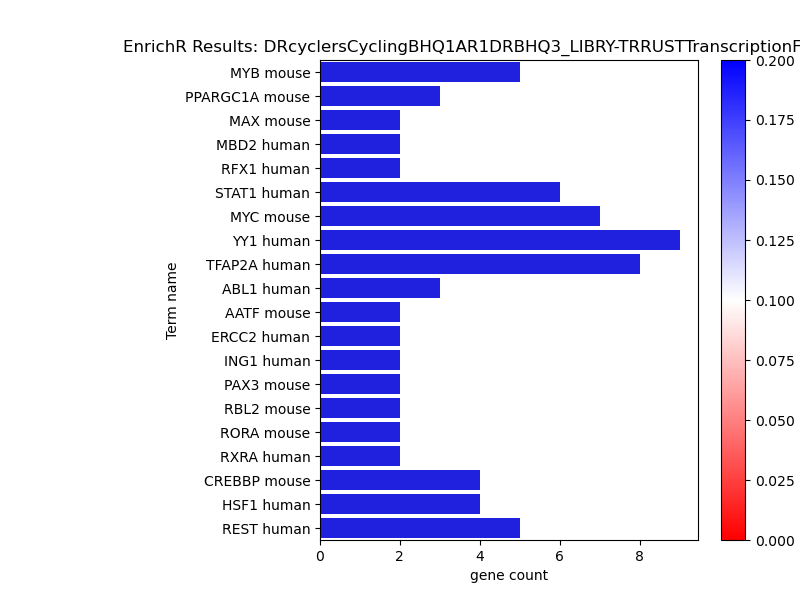 EnrichR Results: DRcyclersCyclingBHQ1AR1DRBHQ3_LIBRY-TRRUSTTranscriptionF
MYB mouse
PPARGC1A mouse
MAX mouse
MBD2 human
RFX1 human
STAT1 human
MYC mouse
YY1 human
TFAP2A human
ABL1 human
AATF mouse
ERCC2 human
ING1 human
PAX3 mouse
RBL2 mouse
RORA mouse
RXRA human
CREBBP mouse
HSF1 human
REST human
Term name
0 2 4 6 8
gene count
0.200
0.175
0.150
0.125
0.100
0.075
0.050
0.025
0.000